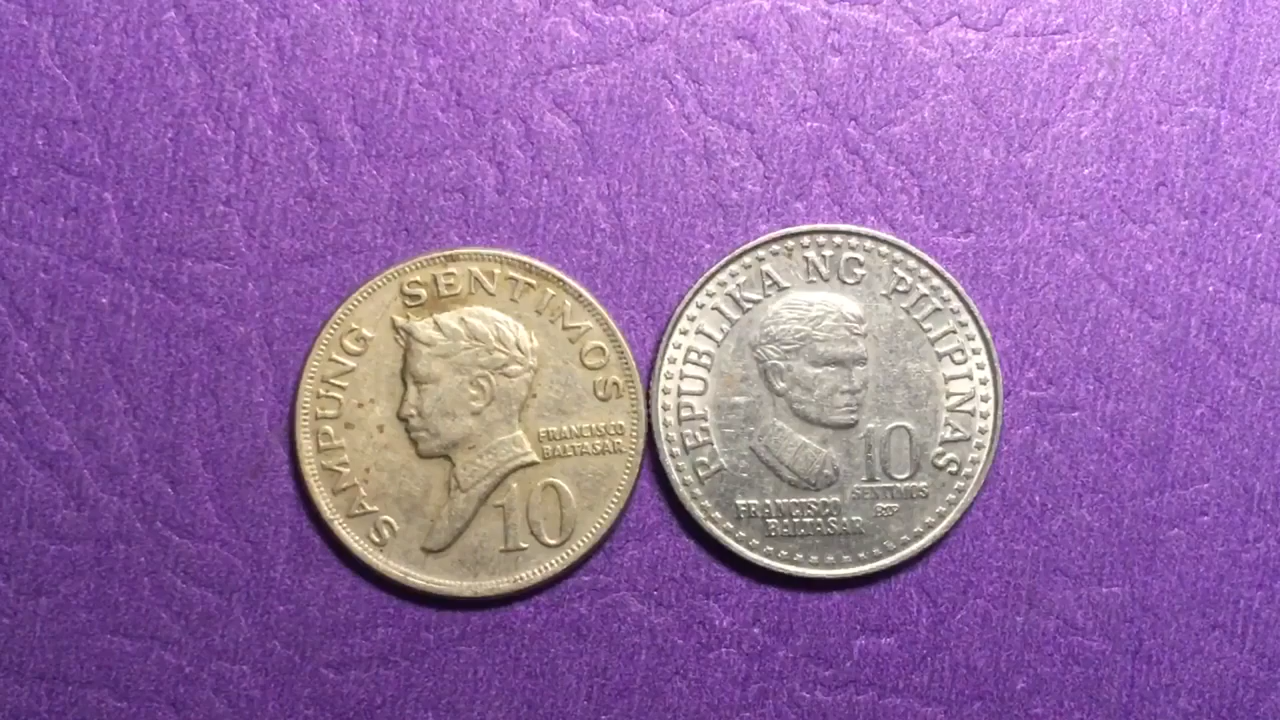 SAMPUNG SENTIMOS
FRANCISCO
BALTASAR
10
REPUBLIKA NG PILIPINAS
10
SENTIMOS
FRANCISCO
BALTASAR